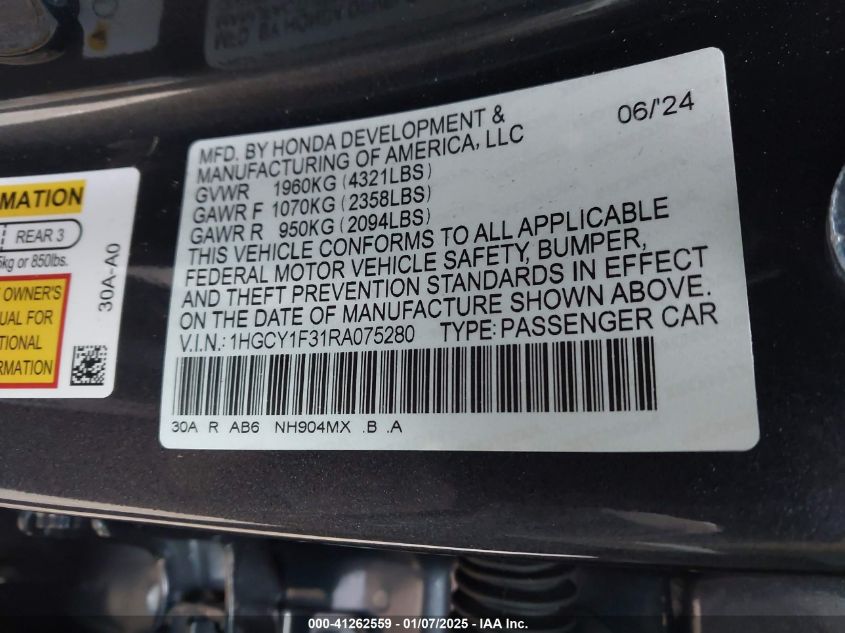 MATION
REAR 3
5kg or 850lbs.
OWNER'S
UAL FOR
TIONAL
RMATION
30A-A0
06/'24
MFD. BY HONDA DEVELOPMENT &
MANUFACTURING OF AMERICA, LLC
GVWR 1960KG (4321LBS)
GAWR F 1070KG (2358LBS)
GAWR R 950KG (2094LBS)
THIS VEHICLE CONFORMS TO ALL APPLICABLE
FEDERAL MOTOR VEHICLE SAFETY, BUMPER,
AND THEFT PREVENTION STANDARDS IN EFFECT
ON THE DATE OF MANUFACTURE SHOWN ABOVE.
V.I.N.: 1HGCY1F31RA075280 TYPE: PASSENGER CAR
30A R AB6 NH904MX .B .A
000-41262559 - 01/07/2025 - IAA Inc.